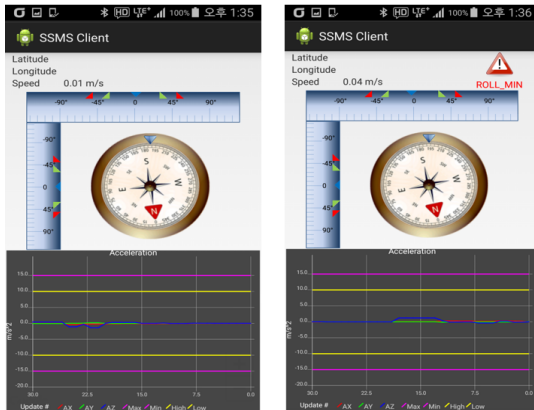 HD LTE+ 100% 오후 1:35
SSMS Client
Latitude
Longitude
Speed 0.01 m/s
-90° -45° 0 45° 90°
-90°
-45°
0
45°
90°
S
E W
N
Acceleration
15.0
10.0
5.0
0.0
-5.0
-10.0
-15.0
-20.0
m/s^2
30.0 22.5 15.0 7.5 0.0
Update # AX AY AZ Max Min High Low
HD LTE+ 100% 오후 1:36
SSMS Client
Latitude
Longitude
Speed 0.04 m/s
ROLL_MIN
-90° -45° 0 45° 90°
-90°
-45°
0
45°
90°
S
E W
N
Acceleration
15.0
10.0
5.0
0.0
-5.0
-10.0
-15.0
-20.0
m/s^2
30.0 22.5 15.0 7.5 0.0
Update # AX AY AZ Max Min High Low